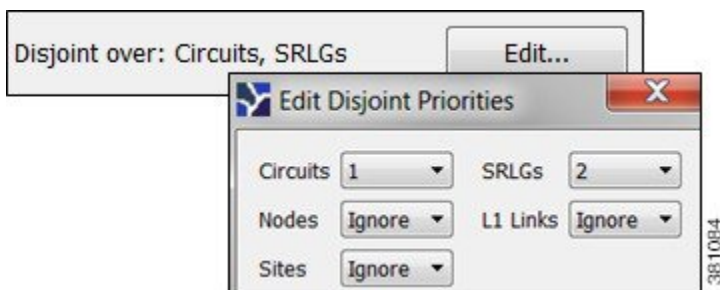 Disjoint over: Circuits, SRLGs Edit...
Edit Disjoint Priorities
Circuits 1 SRLGs 2
Nodes Ignore L1 Links Ignore
Sites Ignore
381084